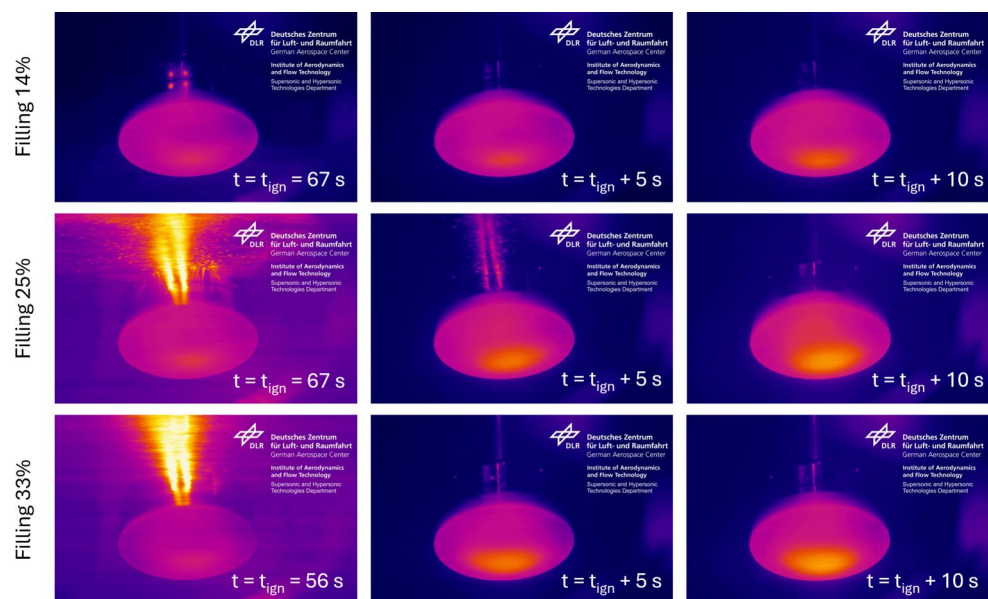 Filling 14%
DLR
Deutsches Zentrum
für Luft- und Raumfahrt
German Aerospace Center
Institute of Aerodynamics
and Flow Technology
Supersonic and Hypersonic
Technologies Department
t = t_ign = 67 s
DLR
Deutsches Zentrum
für Luft- und Raumfahrt
German Aerospace Center
Institute of Aerodynamics
and Flow Technology
Supersonic and Hypersonic
Technologies Department
t = t_ign + 5 s
DLR
Deutsches Zentrum
für Luft- und Raumfahrt
German Aerospace Center
Institute of Aerodynamics
and Flow Technology
Supersonic and Hypersonic
Technologies Department
t = t_ign + 10 s
Filling 25%
DLR
Deutsches Zentrum
für Luft- und Raumfahrt
German Aerospace Center
Institute of Aerodynamics
and Flow Technology
Supersonic and Hypersonic
Technologies Department
t = t_ign = 67 s
DLR
Deutsches Zentrum
für Luft- und Raumfahrt
German Aerospace Center
Institute of Aerodynamics
and Flow Technology
Supersonic and Hypersonic
Technologies Department
t = t_ign + 5 s
DLR
Deutsches Zentrum
für Luft- und Raumfahrt
German Aerospace Center
Institute of Aerodynamics
and Flow Technology
Supersonic and Hypersonic
Technologies Department
t = t_ign + 10 s
Filling 33%
DLR
Deutsches Zentrum
für Luft- und Raumfahrt
German Aerospace Center
Institute of Aerodynamics
and Flow Technology
Supersonic and Hypersonic
Technologies Department
t = t_ign = 56 s
DLR
Deutsches Zentrum
für Luft- und Raumfahrt
German Aerospace Center
Institute of Aerodynamics
and Flow Technology
Supersonic and Hypersonic
Technologies Department
t = t_ign + 5 s
DLR
Deutsches Zentrum
für Luft- und Raumfahrt
German Aerospace Center
Institute of Aerodynamics
and Flow Technology
Supersonic and Hypersonic
Technologies Department
t = t_ign + 10 s